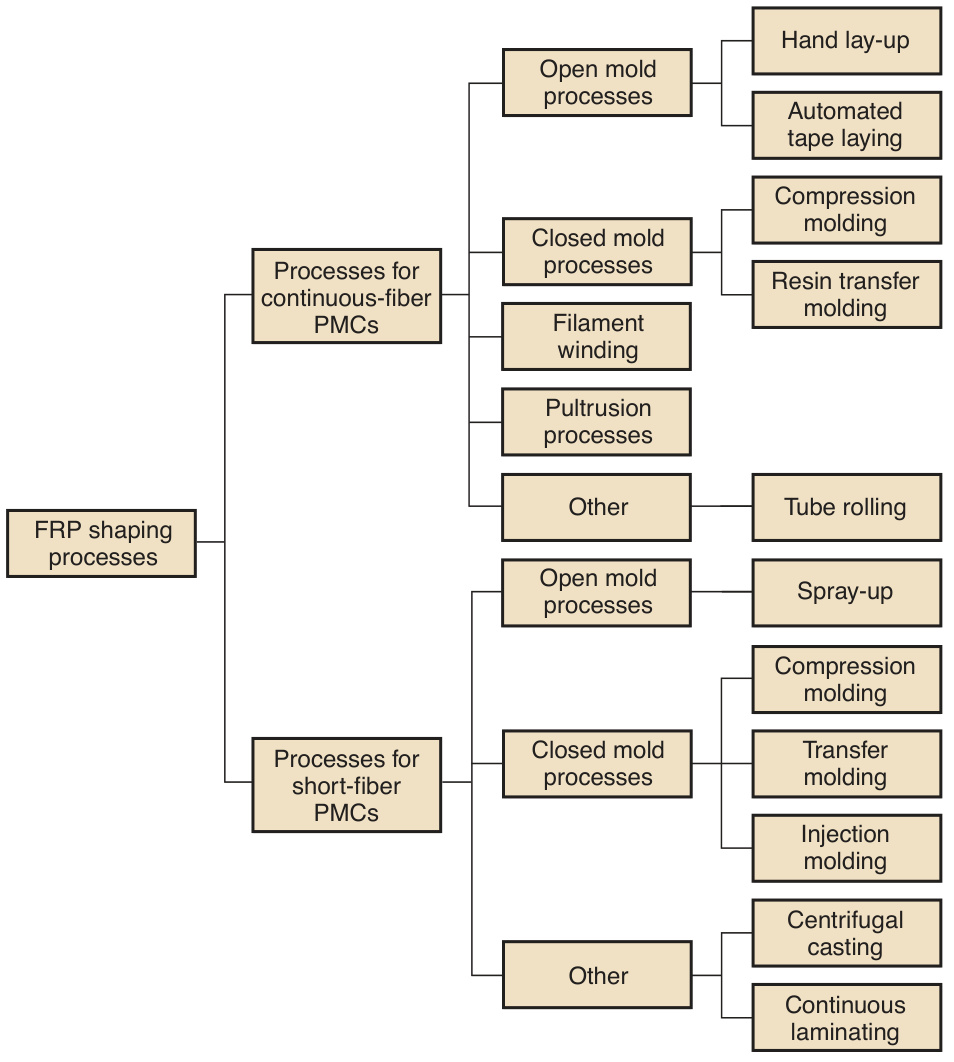 Hand lay-up
Open mold
processes
Automated
tape laying
Compression
molding
Closed mold
processes
Processes for
continuous-fiber
PMCs
Resin transfer
molding
Filament
winding
Pultrusion
processes
Other
Tube rolling
FRP shaping
processes
Open mold
processes
Spray-up
Compression
molding
Closed mold
processes
Transfer
molding
Processes for
short-fiber
PMCs
Injection
molding
Centrifugal
casting
Other
Continuous
laminating